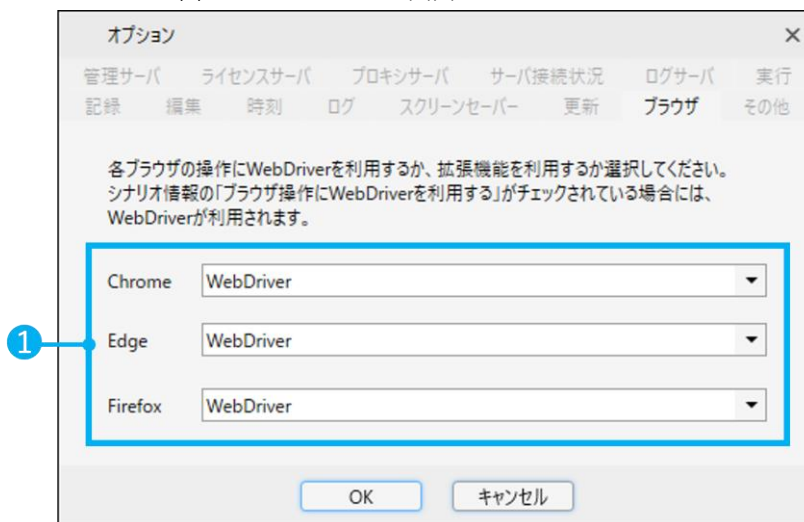 オプション
管理サーバ ライセンスサーバ プロキシサーバ サーバ接続状況 ログサーバ 実行
記録 編集 時刻 ログ スクリーンセーバー 更新 ブラウザ その他
各ブラウザの操作にWebDriverを利用するか、拡張機能を利用するか選択してください。
シナリオ情報の「ブラウザ操作にWebDriverを利用する」がチェックされている場合には、
WebDriverが利用されます。
Chrome WebDriver
1
Edge WebDriver
Firefox WebDriver
OK キャンセル